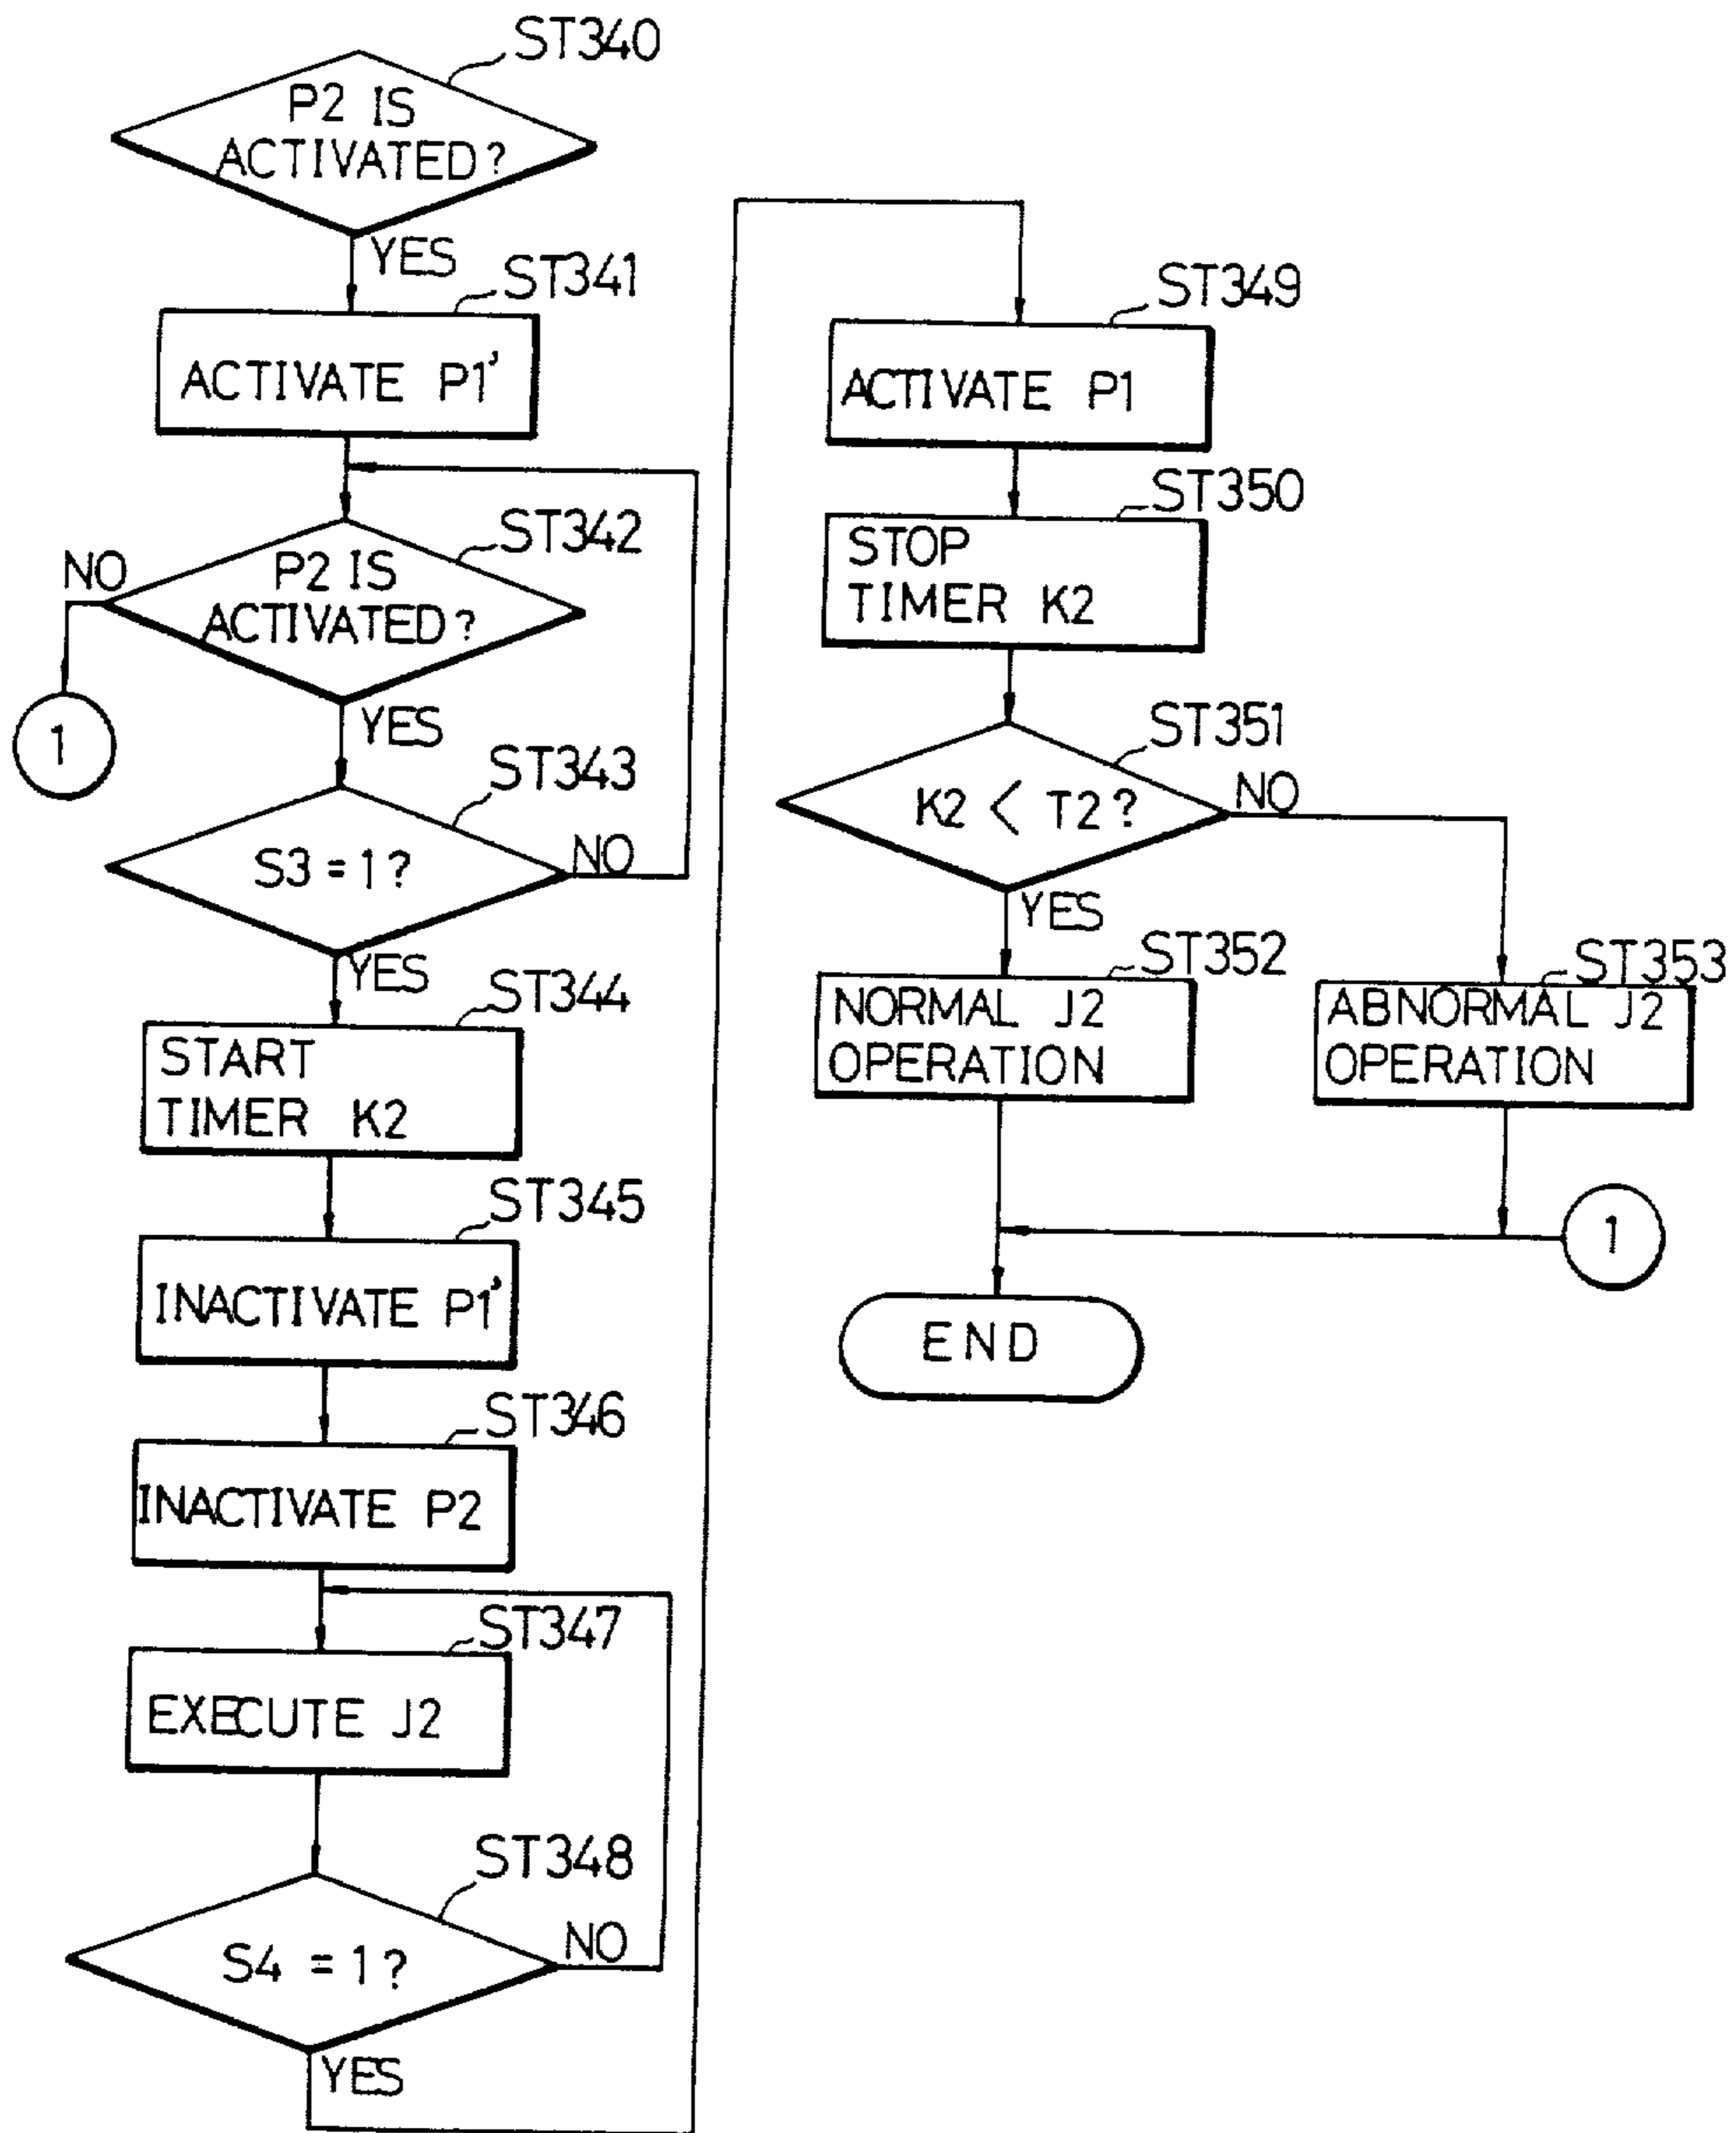 ST340
P2 IS
ACTIVATED?
YES
ST341
ACTIVATE P1'
ST342
P2 IS
ACTIVATED?
NO
1
YES
ST343
S3 = 1?
NO
YES
ST344
START
TIMER K2
ST345
INACTIVATE P1'
ST346
INACTIVATE P2
ST347
EXECUTE J2
ST348
S4 = 1?
NO
YES
ST349
ACTIVATE P1
ST350
STOP
TIMER K2
ST351
K2 < T2?
NO
YES
ST352
NORMAL J2
OPERATION
ST353
ABNORMAL J2
OPERATION
1
END